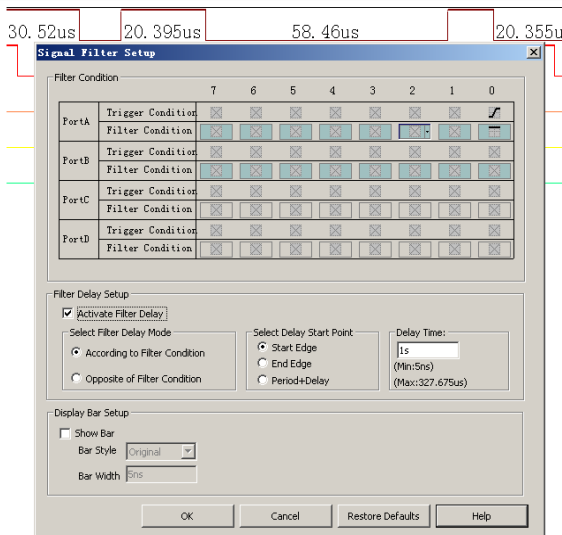 30.52us 20.395us 58.46us 20.355u
Signal Filter Setup
Filter Condition
7 6 5 4 3 2 1 0
PortA
Trigger Condition
Filter Condition
PortB
Trigger Condition
Filter Condition
PortC
Trigger Condition
Filter Condition
PortD
Trigger Condition
Filter Condition
Filter Delay Setup
Activate Filter Delay
Select Filter Delay Mode
According to Filter Condition
Opposite of Filter Condition
Select Delay Start Point
Start Edge
End Edge
Period+Delay
Delay Time:
1s
(Min:5ns)
(Max:327.675us)
Display Bar Setup
Show Bar
Bar Style Original
Bar Width 5ns
OK Cancel Restore Defaults Help